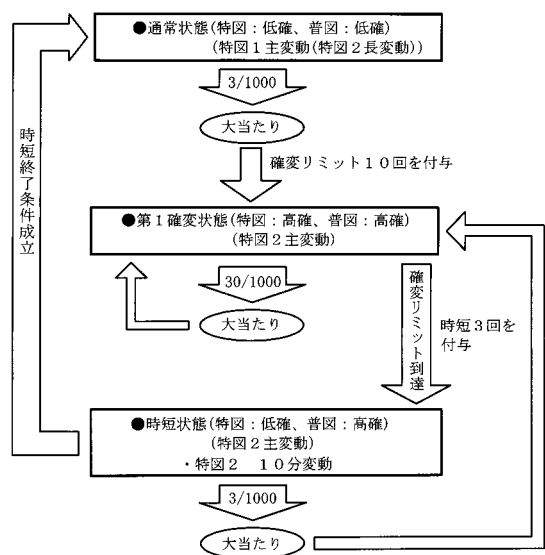 ●通常状態(特図：低確、普図：低確)
(特図１主変動(特図２長変動))
3/1000
大当たり
確変リミット１０回を付与
時短終了条件成立
●第１確変状態(特図：高確、普図：高確)
(特図２主変動)
30/1000
大当たり
確変リミット到達
時短３回を
付与
●時短状態(特図：低確、普図：高確)
(特図２主変動)
・特図２　１０分変動
3/1000
大当たり